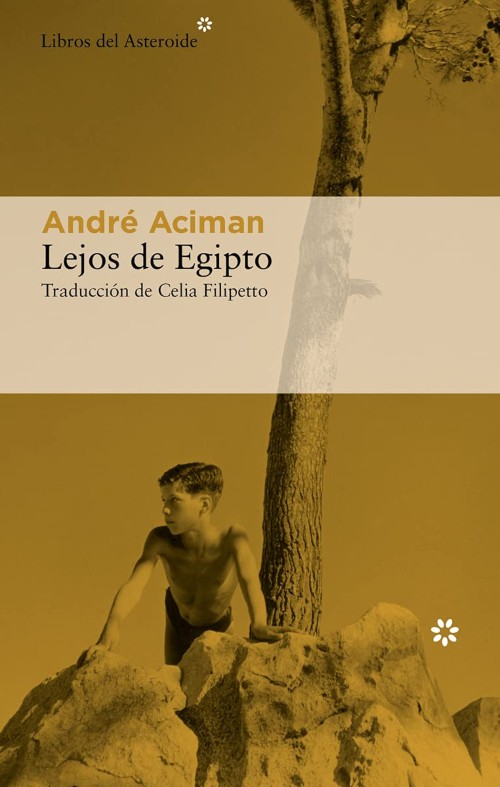 Libros del Asteroide
André Aciman
Lejos de Egipto
Traducción de Celia Filipetto